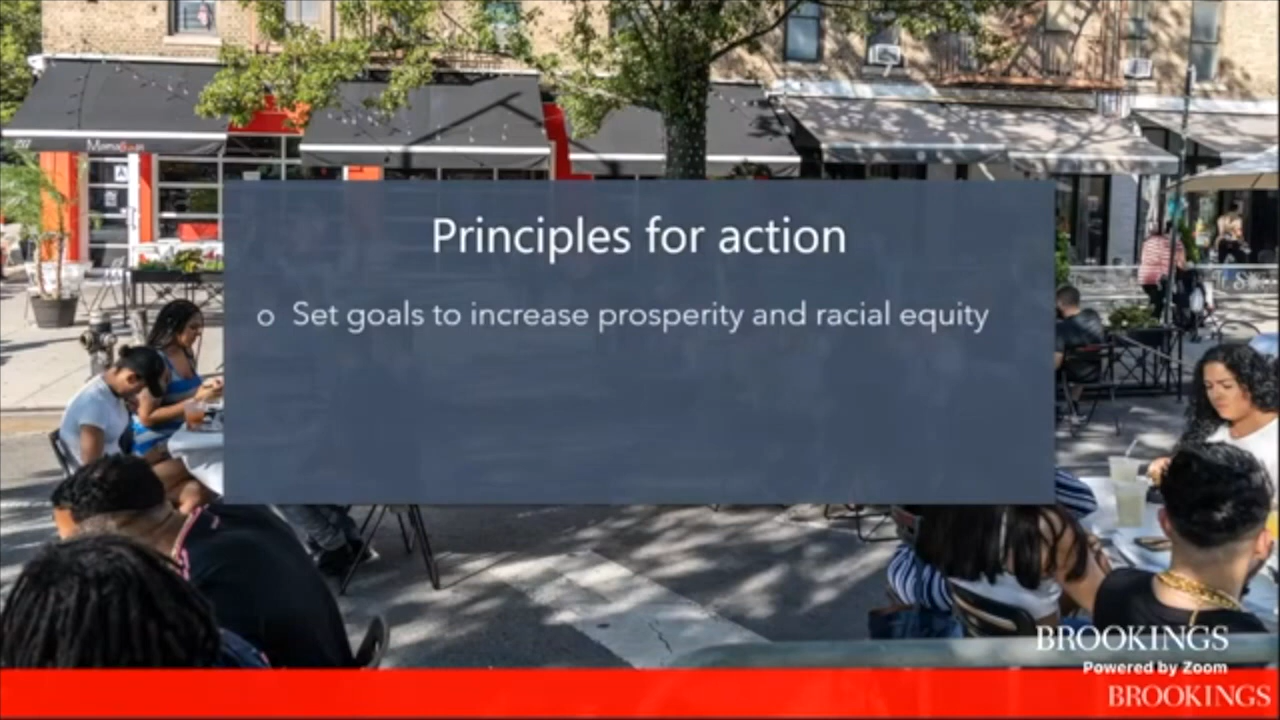 Principles for action
o Set goals to increase prosperity and racial equity
BROOKINGS
Powered by Zoom
BROOKINGS